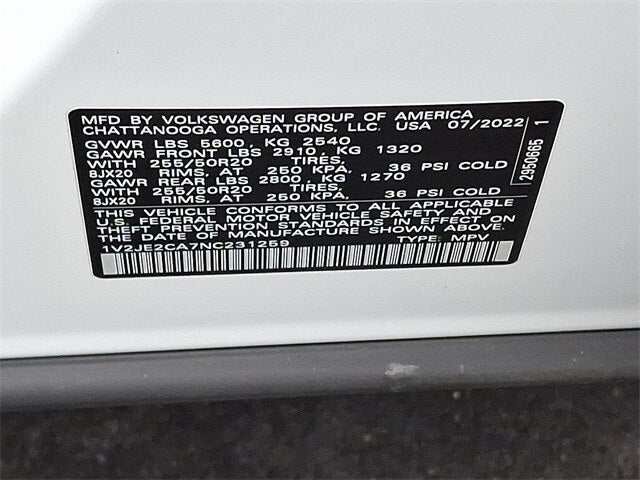 MFD BY VOLKSWAGEN GROUP OF AMERICA
CHATTANOOGA OPERATIONS, LLC. USA 07/2022
GVWR LBS 5600, KG 2540
GAWR FRONT LBS 2910, KG 1320
WITH 255/50R20 TIRES,
8JX20 RIMS, AT 250 KPA. 36 PSI COLD
GAWR REAR LBS 2800, KG 1270
WITH 255/50R20 TIRES,
8JX20 RIMS, AT 250 KPA. 36 PSI COLD
THIS VEHICLE CONFORMS TO ALL APPLICABLE
U.S. FEDERAL MOTOR VEHICLE SAFETY, BUMPER, AND
THEFT PREVENTION STANDARDS IN EFFECT ON
THE DATE OF MANUFACTURE SHOWN ABOVE.
1V2JE2CA7NC231259 TYPE: MPV
2950665 1